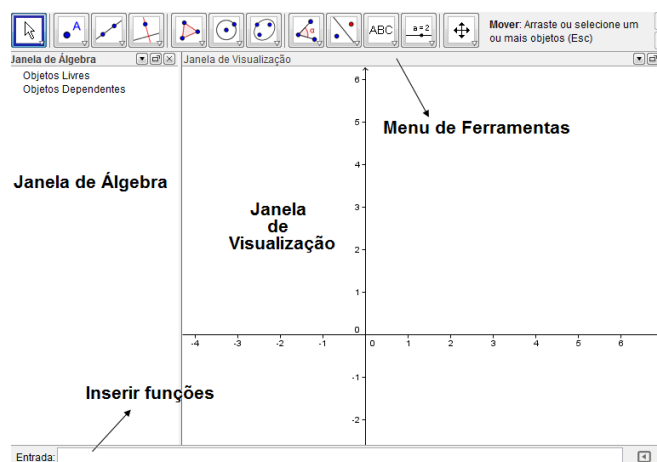 A
α
ABC
a=2
Mover: Arraste ou selecione um
ou mais objetos (Esc)
Janela de Álgebra
Janela de Visualização
Objetos Livres
Objetos Dependentes
Menu de Ferramentas
Janela de Álgebra
Janela
de
Visualização
6
5
4
3
2
1
0
-4 -3 -2 -1 0 1 2 3 4 5 6
-1
-2
Inserir funções
Entrada: